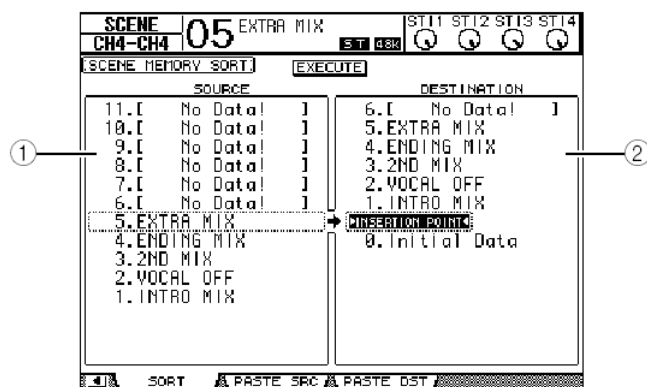 SCENE
CH4-CH4
05 EXTRA MIX
ST 48K
STI1 STI2 STI3 STI4
SCENE MEMORY SORT
EXECUTE
SOURCE
11.[ No Data! ]
10.[ No Data! ]
9.[ No Data! ]
8.[ No Data! ]
7.[ No Data! ]
6.[ No Data! ]
5.EXTRA MIX
4.ENDING MIX
3.2ND MIX
2.VOCAL OFF
1.INTRO MIX
DESTINATION
6.[ No Data! ]
5.EXTRA MIX
4.ENDING MIX
3.2ND MIX
2.VOCAL OFF
1.INTRO MIX
INSERTION POINT
0.Initial Data
1
2
SORT
PASTE SRC
PASTE DST